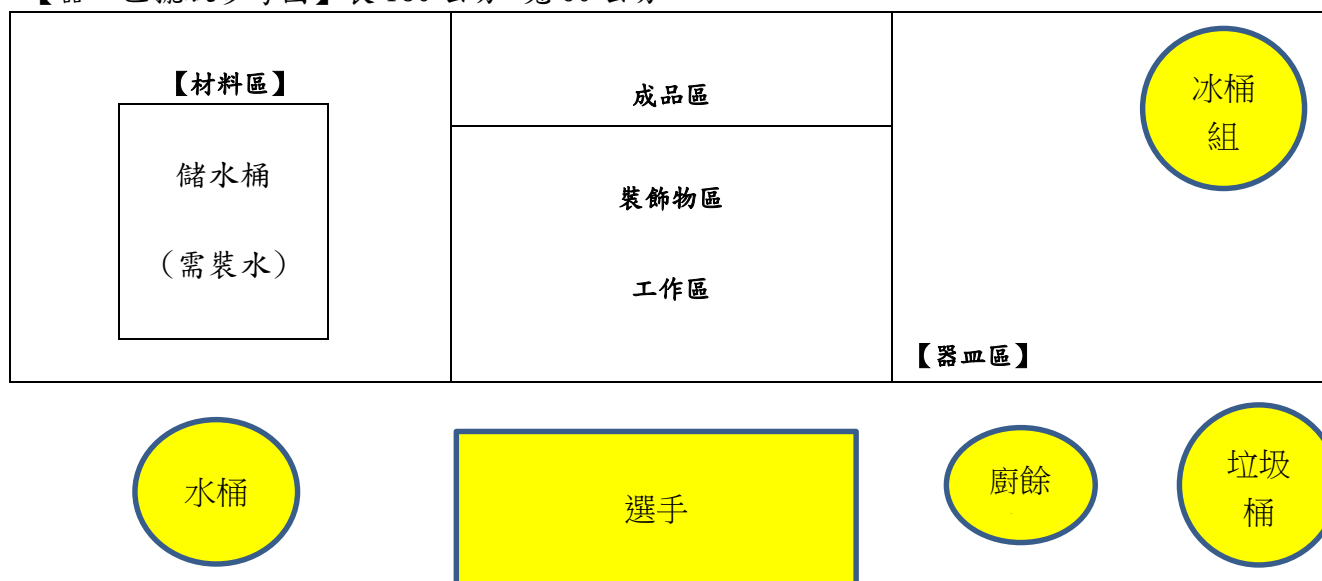 【材料區】
儲水桶
（需裝水）
成品區
裝飾物區
工作區
冰桶
組
【器皿區】
水桶
選手
廚餘
垃圾
桶